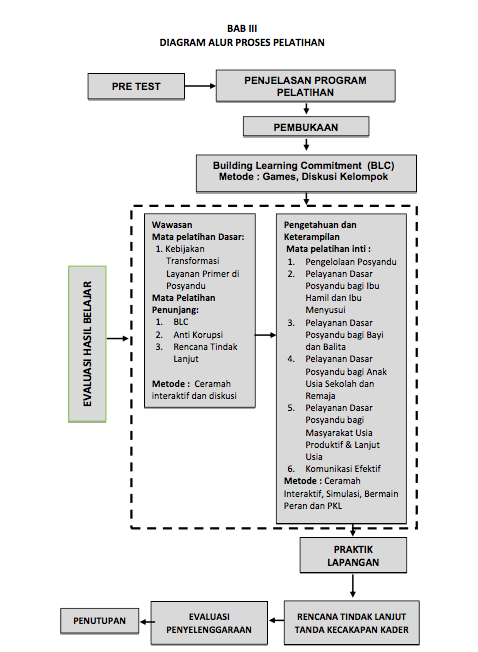 BAB III
DIAGRAM ALUR PROSES PELATIHAN
PRE TEST
PENJELASAN PROGRAM
PELATIHAN
PEMBUKAAN
Building Learning Commitment (BLC)
Metode : Games, Diskusi Kelompok
EVALUASI HASIL BELAJAR
Wawasan
Mata pelatihan Dasar:
1. Kebijakan
Transformasi
Layanan Primer di
Posyandu
Mata Pelatihan
Penunjang:
1. BLC
2. Anti Korupsi
3. Rencana Tindak
Lanjut
Metode : Ceramah
interaktif dan diskusi
Pengetahuan dan
Keterampilan
Mata pelatihan inti :
1. Pengelolaan Posyandu
2. Pelayanan Dasar
Posyandu bagi Ibu
Hamil dan Ibu
Menyusui
3. Pelayanan Dasar
Posyandu bagi Bayi
dan Balita
4. Pelayanan Dasar
Posyandu bagi Anak
Usia Sekolah dan
Remaja
5. Pelayanan Dasar
Posyandu bagi
Masyarakat Usia
Produktif & Lanjut
Usia
6. Komunikasi Efektif
Metode : Ceramah
Interaktif, Simulasi, Bermain
Peran dan PKL
PRAKTIK
LAPANGAN
RENCANA TINDAK LANJUT
TANDA KECAKAPAN KADER
EVALUASI
PENYELENGGARAAN
PENUTUPAN